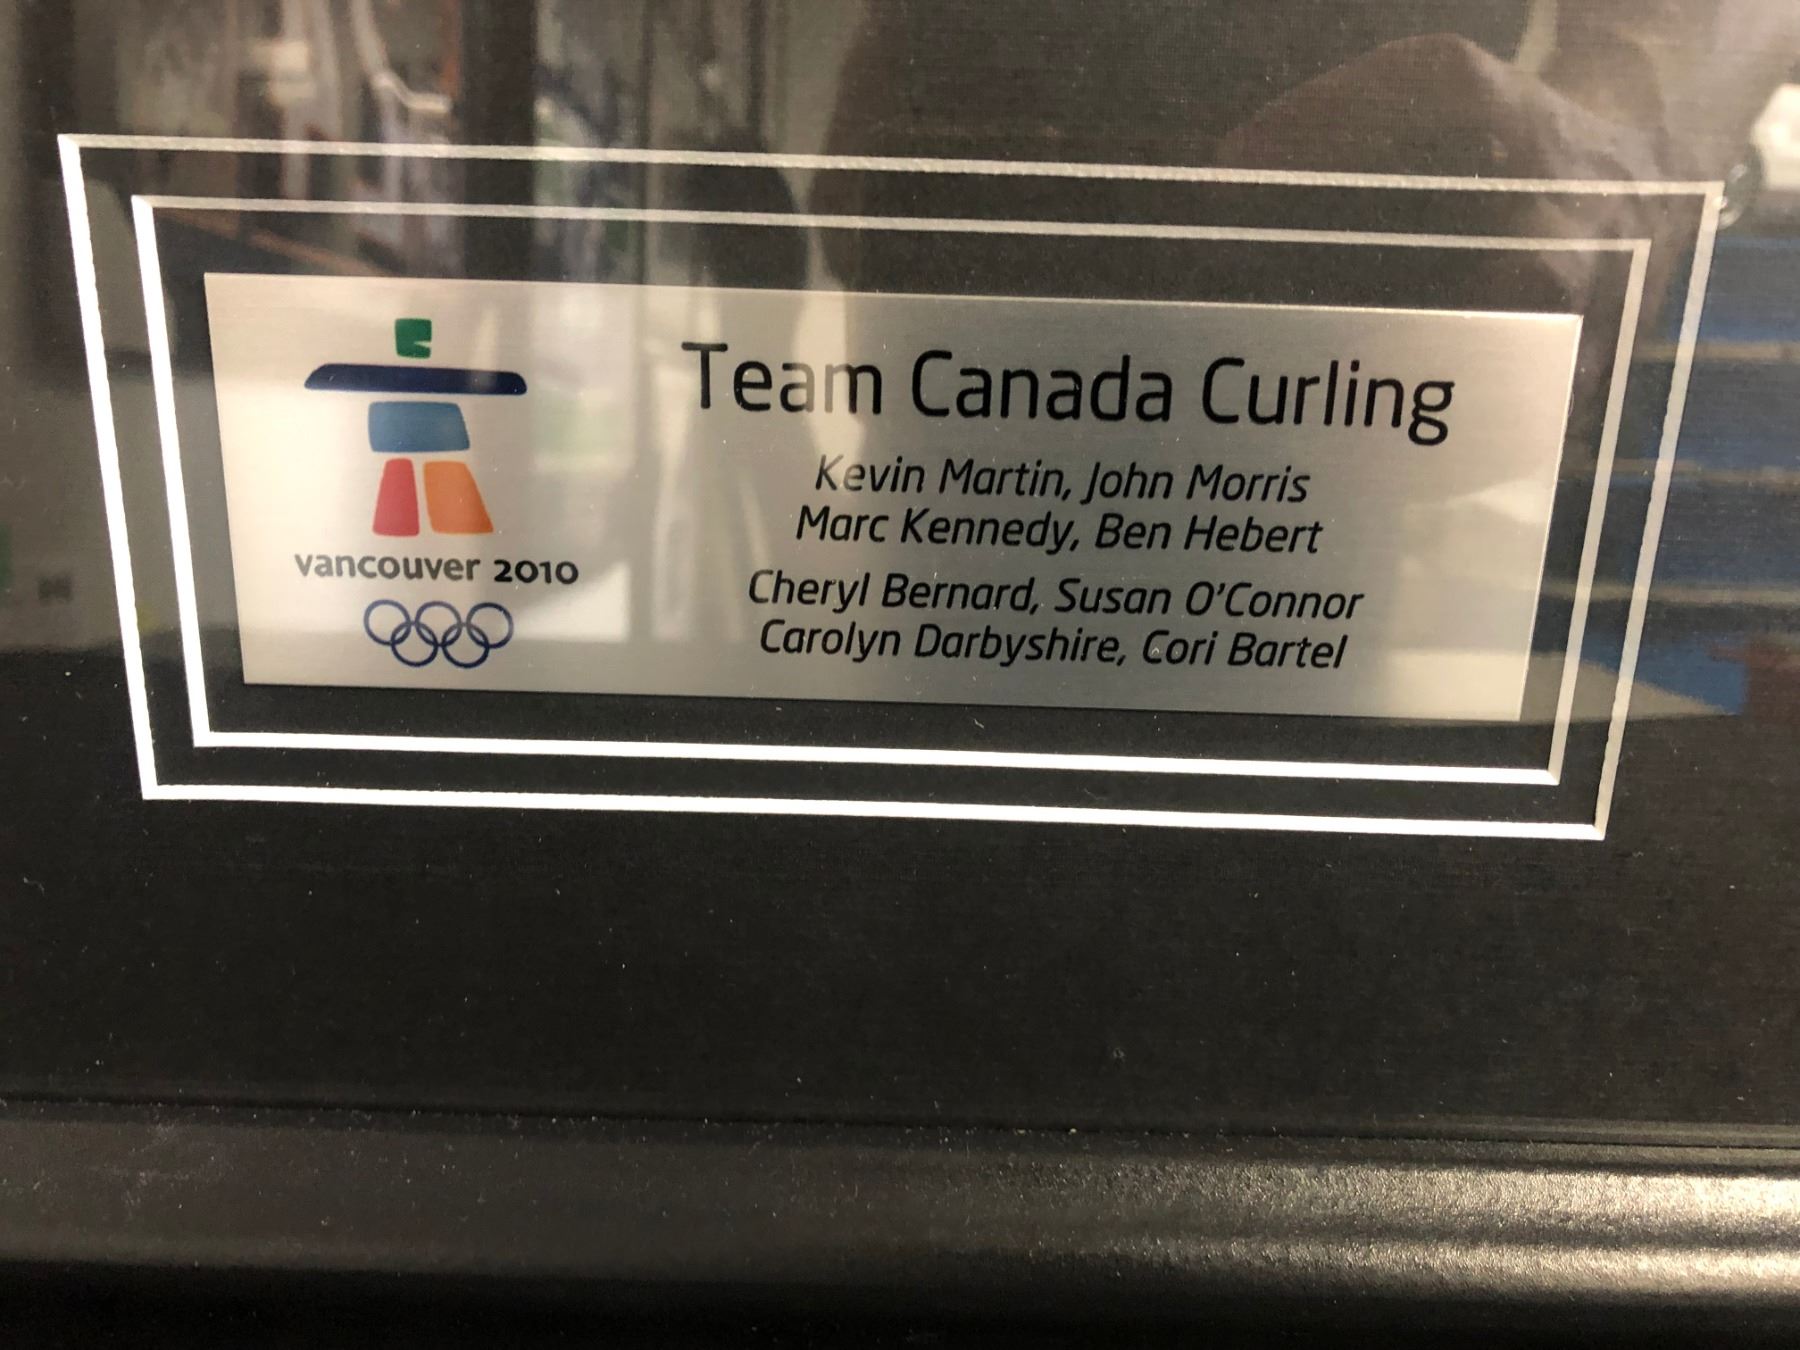 vancouver 2010
Team Canada Curling
Kevin Martin, John Morris
Marc Kennedy, Ben Hebert
Cheryl Bernard, Susan O'Connor
Carolyn Darbyshire, Cori Bartel